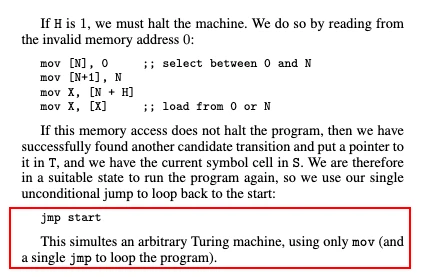 If H is 1, we must halt the machine. We do so by reading from
the invalid memory address 0:
mov [N], 0 ;; select between 0 and N
mov [N+1], N
mov X, [N + H]
mov X, [X] ;; load from 0 or N
If this memory access does not halt the program, then we have
successfully found another candidate transition and put a pointer to
it in T, and we have the current symbol cell in S. We are therefore
in a suitable state to run the program again, so we use our single
unconditional jump to loop back to the start:
jmp start
This simultes an arbitrary Turing machine, using only mov (and
a single jmp to loop the program).